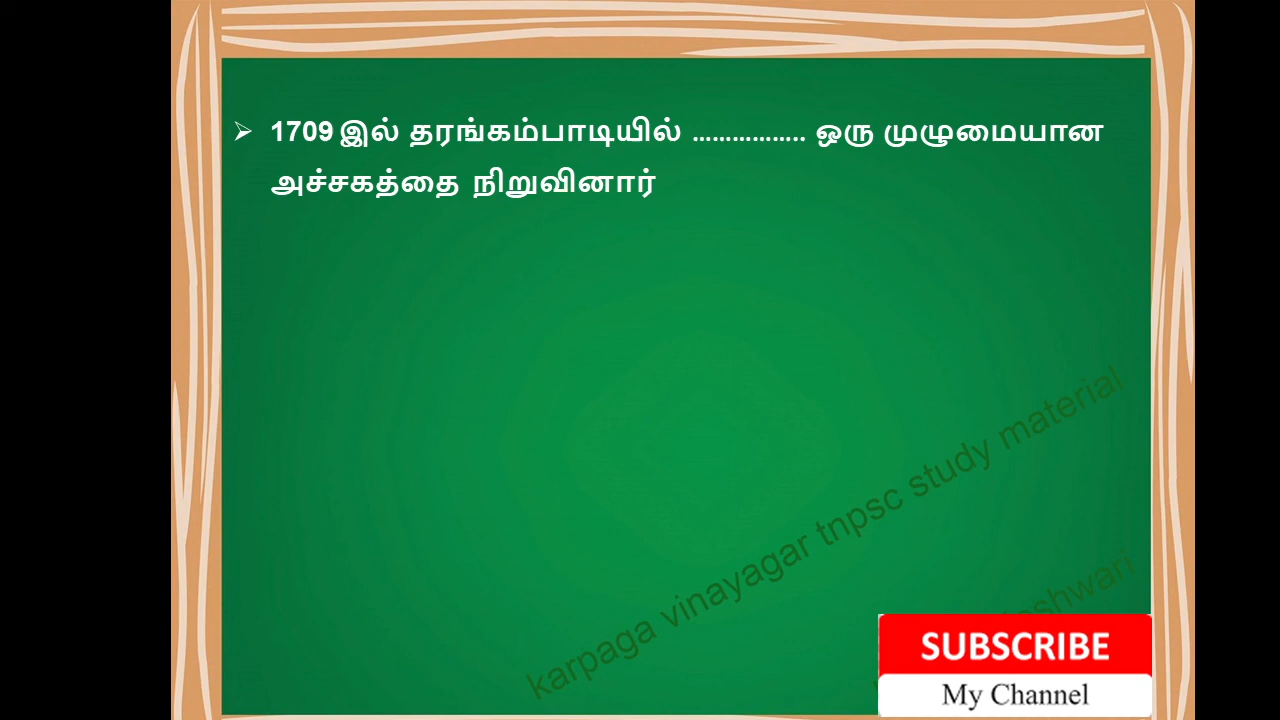 ➢ 1709 இல் தரங்கம்பாடியில் ................ ஒரு முழுமையான
அச்சகத்தை நிறுவினார்
karpaga vinayagar tnpsc study material
SUBSCRIBE
My Channel